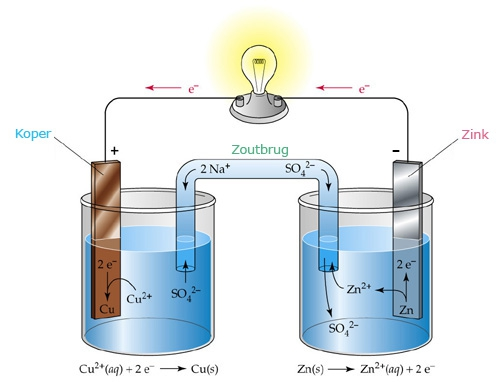 e⁻ e⁻
Koper + − Zink
Zoutbrug
2 Na⁺ SO₄²⁻
2 e⁻ 2 e⁻
Cu²⁺ SO₄²⁻ Zn²⁺
Cu Zn
SO₄²⁻
Cu²⁺(aq) + 2 e⁻ ⟶ Cu(s) Zn(s) ⟶ Zn²⁺(aq) + 2 e⁻